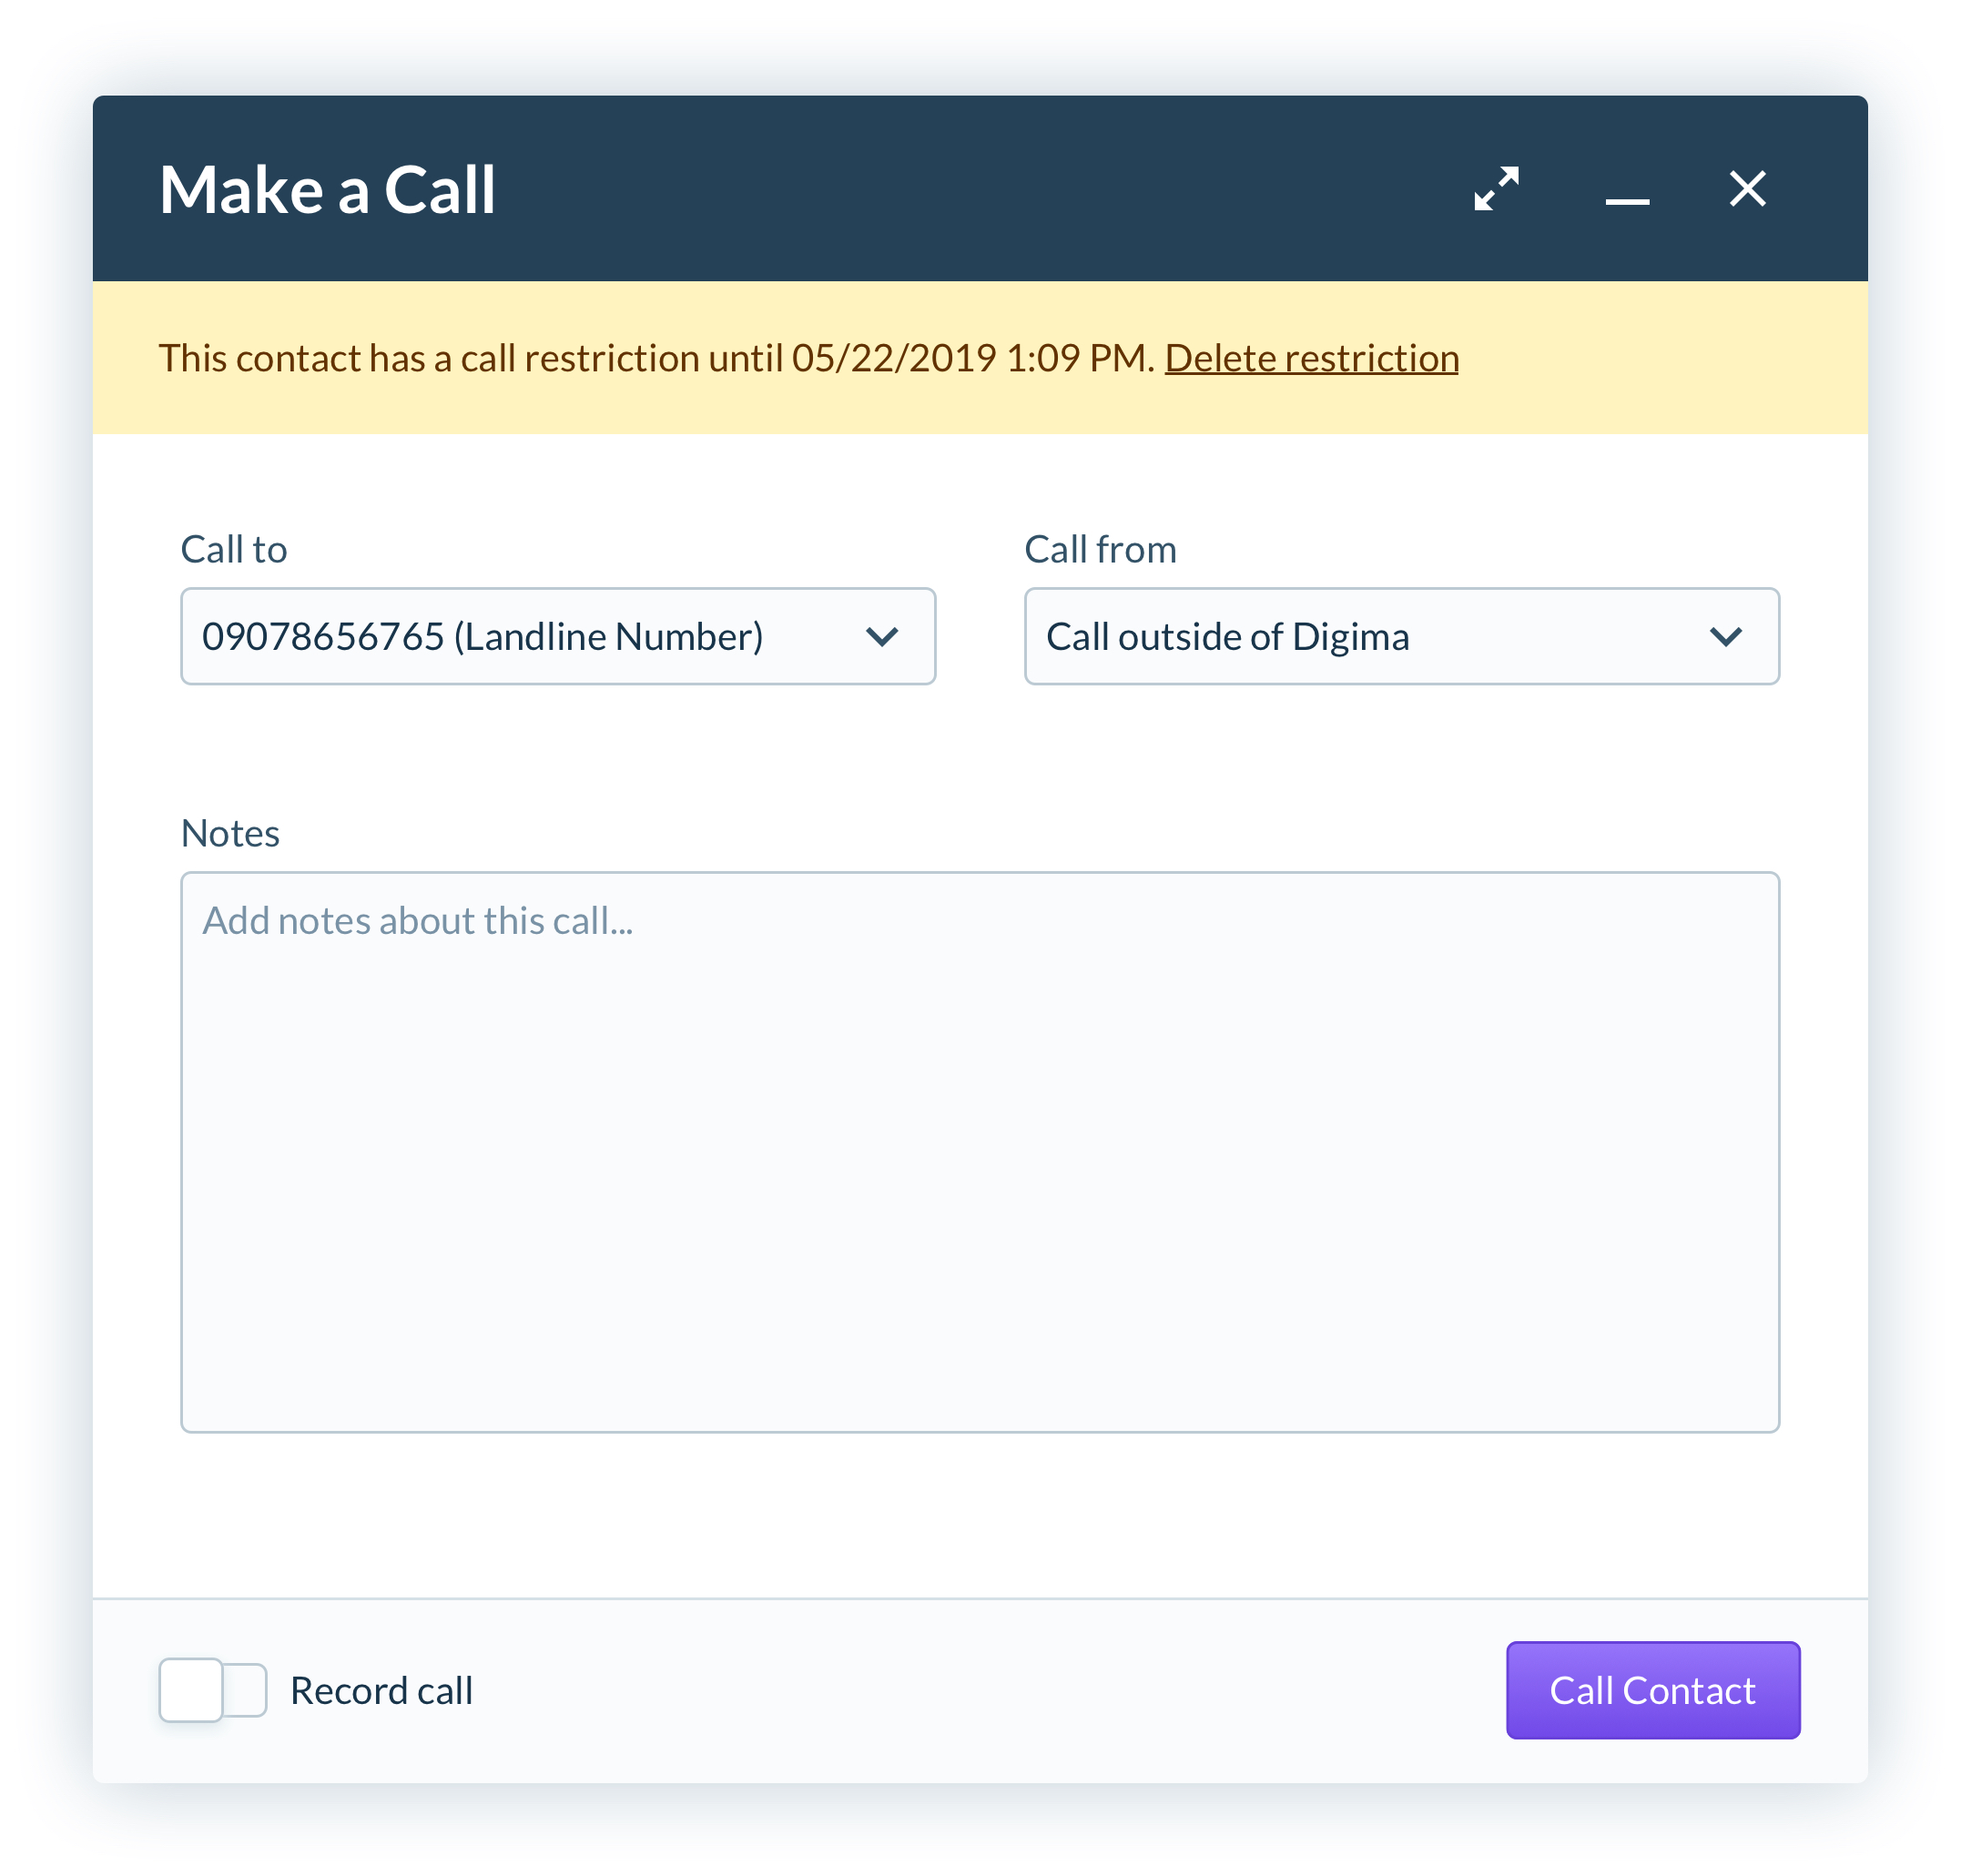 Make a Call
This contact has a call restriction until 05/22/2019 1:09 PM. Delete restriction
Call to
Call from
09078656765 (Landline Number)
Call outside of Digima
Notes
Add notes about this call...
Record call
Call Contact